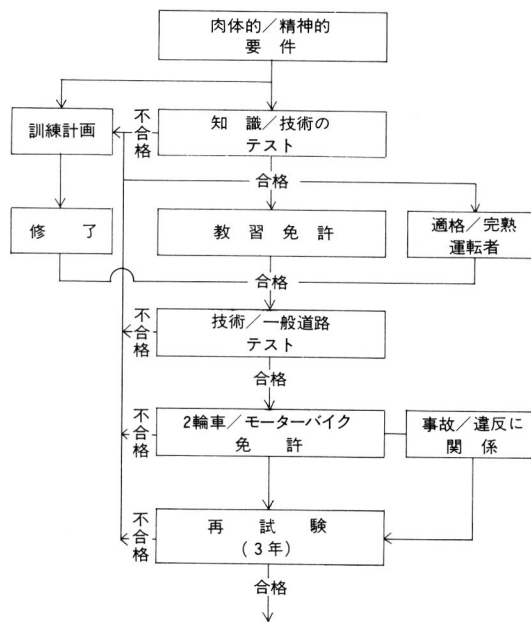 肉体的／精神的
要　件
訓練計画
不合格
知　識／技術の
テスト
合格
修　了
教　習　免　許
適格／完熟
運転者
合格
不合格
技術／一般道路
テスト
合格
不合格
2輪車／モーターバイク
免　許
事故／違反に
関　係
不合格
再　試　験
（３年）
合格